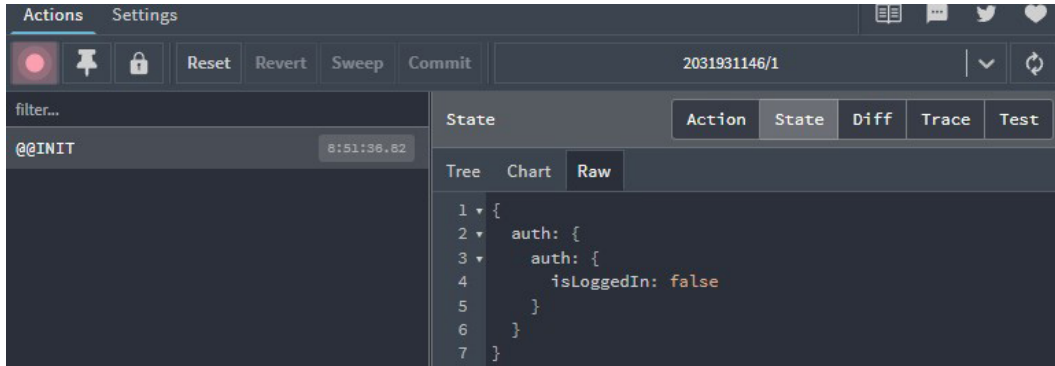 Actions Settings
Reset Revert Sweep Commit 2031931146/1
filter...
@@INIT 8:51:36.82
State Action State Diff Trace Test
Tree Chart Raw
1 {
2 auth: {
3 auth: {
4 isLoggedIn: false
5 }
6 }
7 }